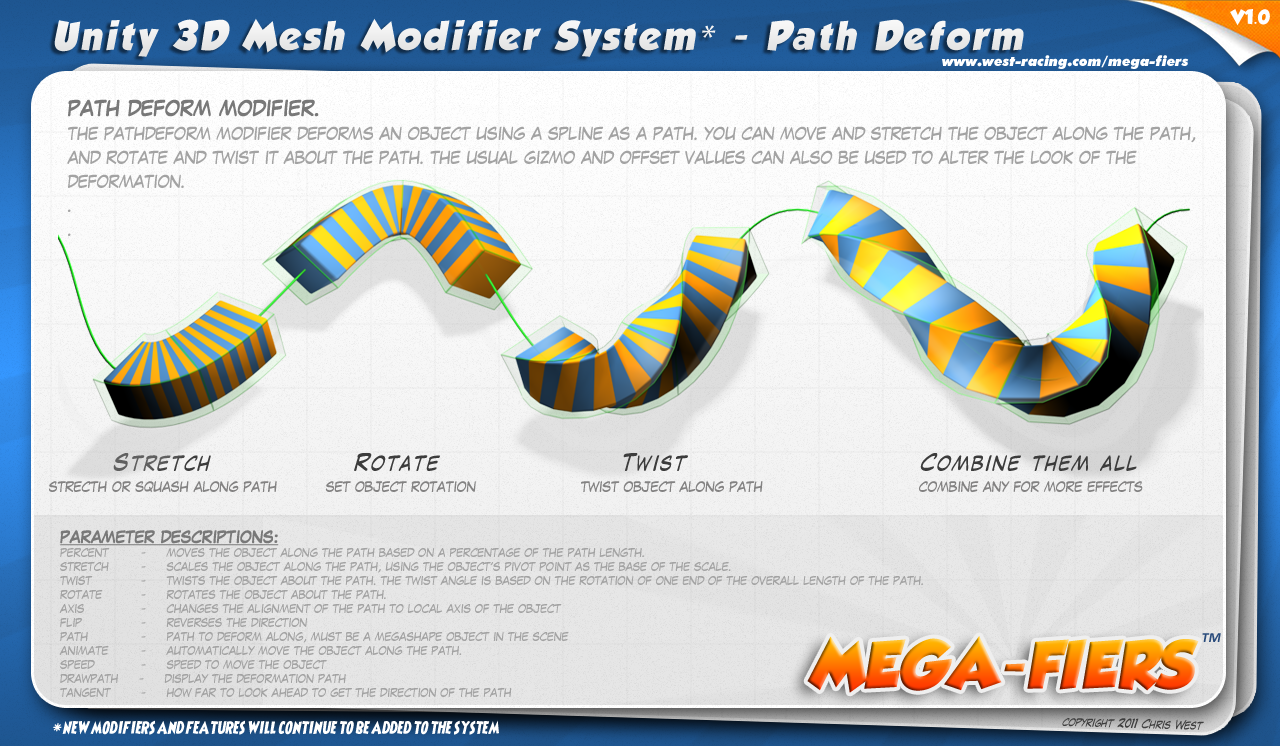 Unity 3D Mesh Modifier System* - Path Deform
V1.0
www.west-racing.com/mega-fiers
PATH DEFORM MODIFIER.
THE PATHDEFORM MODIFIER DEFORMS AN OBJECT USING A SPLINE AS A PATH. YOU CAN MOVE AND STRETCH THE OBJECT ALONG THE PATH,
AND ROTATE AND TWIST IT ABOUT THE PATH. THE USUAL GIZMO AND OFFSET VALUES CAN ALSO BE USED TO ALTER THE LOOK OF THE
DEFORMATION.
STRETCH
STRECTH OR SQUASH ALONG PATH
ROTATE
SET OBJECT ROTATION
TWIST
TWIST OBJECT ALONG PATH
COMBINE THEM ALL
COMBINE ANY FOR MORE EFFECTS
PARAMETER DESCRIPTIONS:
PERCENT - MOVES THE OBJECT ALONG THE PATH BASED ON A PERCENTAGE OF THE PATH LENGTH.
STRETCH - SCALES THE OBJECT ALONG THE PATH, USING THE OBJECT'S PIVOT POINT AS THE BASE OF THE SCALE.
TWIST - TWISTS THE OBJECT ABOUT THE PATH. THE TWIST ANGLE IS BASED ON THE ROTATION OF ONE END OF THE OVERALL LENGTH OF THE PATH.
ROTATE - ROTATES THE OBJECT ABOUT THE PATH.
AXIS - CHANGES THE ALIGNMENT OF THE PATH TO LOCAL AXIS OF THE OBJECT
FLIP - REVERSES THE DIRECTION
PATH - PATH TO DEFORM ALONG, MUST BE A MEGASHAPE OBJECT IN THE SCENE
ANIMATE - AUTOMATICALLY MOVE THE OBJECT ALONG THE PATH.
SPEED - SPEED TO MOVE THE OBJECT
DRAWPATH - DISPLAY THE DEFORMATION PATH
TANGENT - HOW FAR TO LOOK AHEAD TO GET THE DIRECTION OF THE PATH
MEGA-FIERS™
*NEW MODIFIERS AND FEATURES WILL CONTINUE TO BE ADDED TO THE SYSTEM
COPYRIGHT 2011 CHRIS WEST